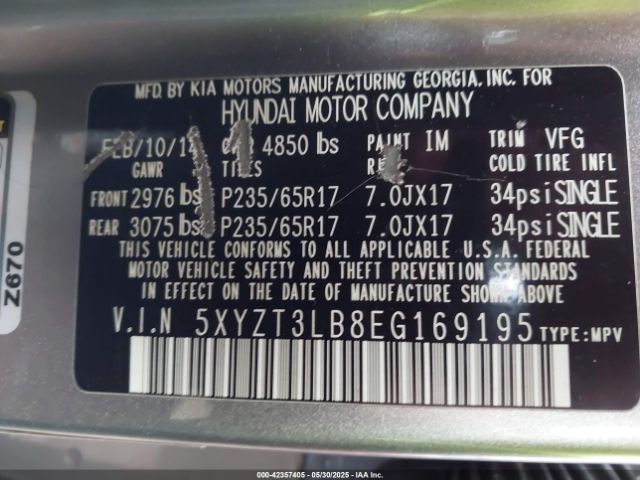 MFD. BY KIA MOTORS MANUFACTURING GEORGIA, INC. FOR
HYUNDAI MOTOR COMPANY
4850 lbs PAINT IM TRIM VFG
GAWR TIRES COLD TIRE INFL
FRONT 2976 lbs P235/65R17 7.0JX17 34psi SINGLE
REAR 3075 lbs P235/65R17 7.0JX17 34psi SINGLE
THIS VEHICLE CONFORMS TO ALL APPLICABLE U.S.A. FEDERAL
MOTOR VEHICLE SAFETY AND THEFT PREVENTION STANDARDS
IN EFFECT ON THE DATE OF MANUFACTURE SHOWN ABOVE
V.I.N 5XYZT3LB8EG169195 TYPE: MPV
Z670
000-42357405 05/30/2025 IAAI.com